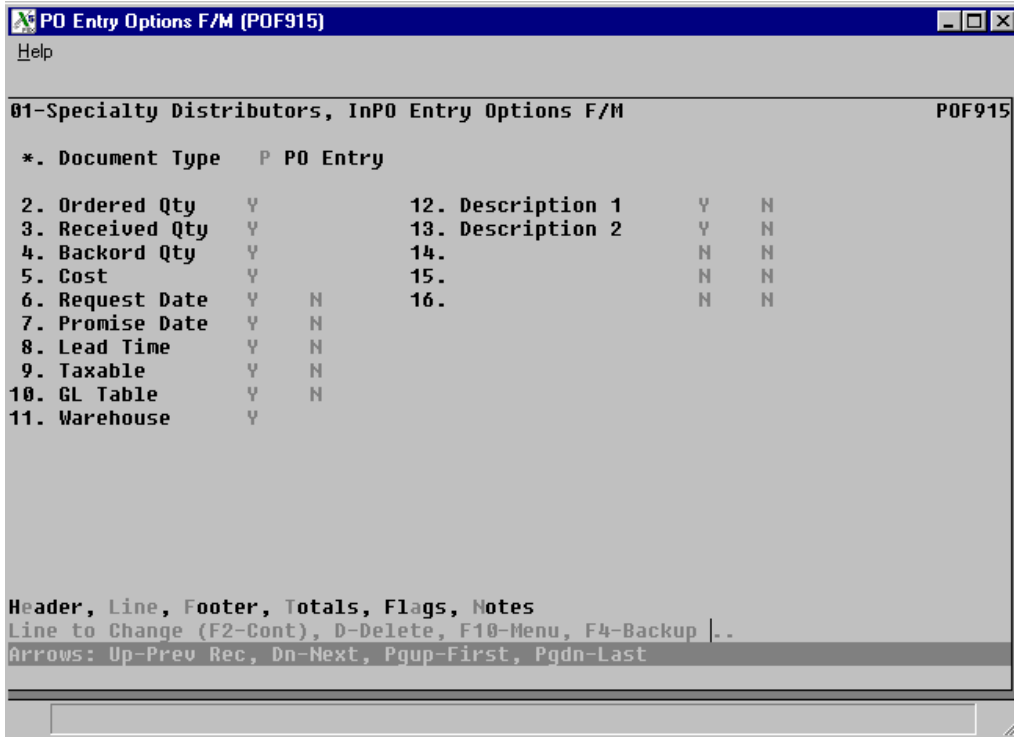 PO Entry Options F/M (POF915)
Help
01-Specialty Distributors, InPO Entry Options F/M POF915
*. Document Type P PO Entry
2. Ordered Qty Y 12. Description 1 Y N
3. Received Qty Y 13. Description 2 Y N
4. Backord Qty Y 14. N N
5. Cost Y 15. N N
6. Request Date Y N 16. N N
7. Promise Date Y N
8. Lead Time Y N
9. Taxable Y N
10. GL Table Y N
11. Warehouse Y
Header, Line, Footer, Totals, Flags, Notes
Line to Change (F2-Cont), D-Delete, F10-Menu, F4-Backup ..
Arrows: Up-Prev Rec, Dn-Next, Pgup-First, Pgdn-Last